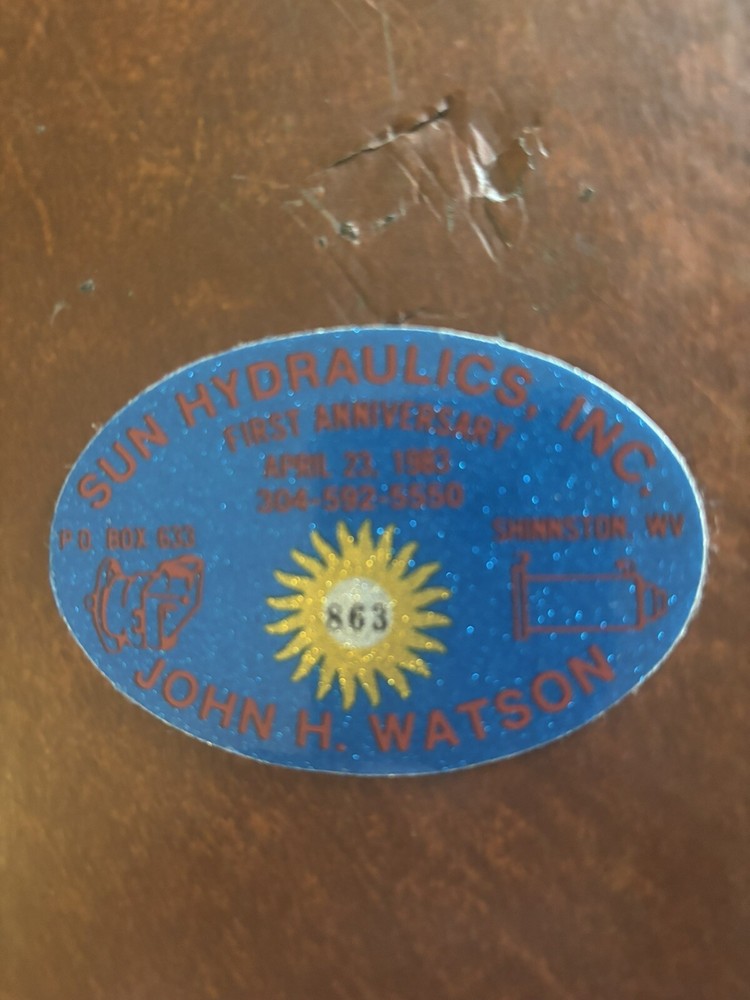 SUN HYDRAULICS, INC.
FIRST ANNIVERSARY
APRIL 23, 1983
304-592-5550
P.O. BOX 633
SHINNSTON, WV
863
JOHN H. WATSON